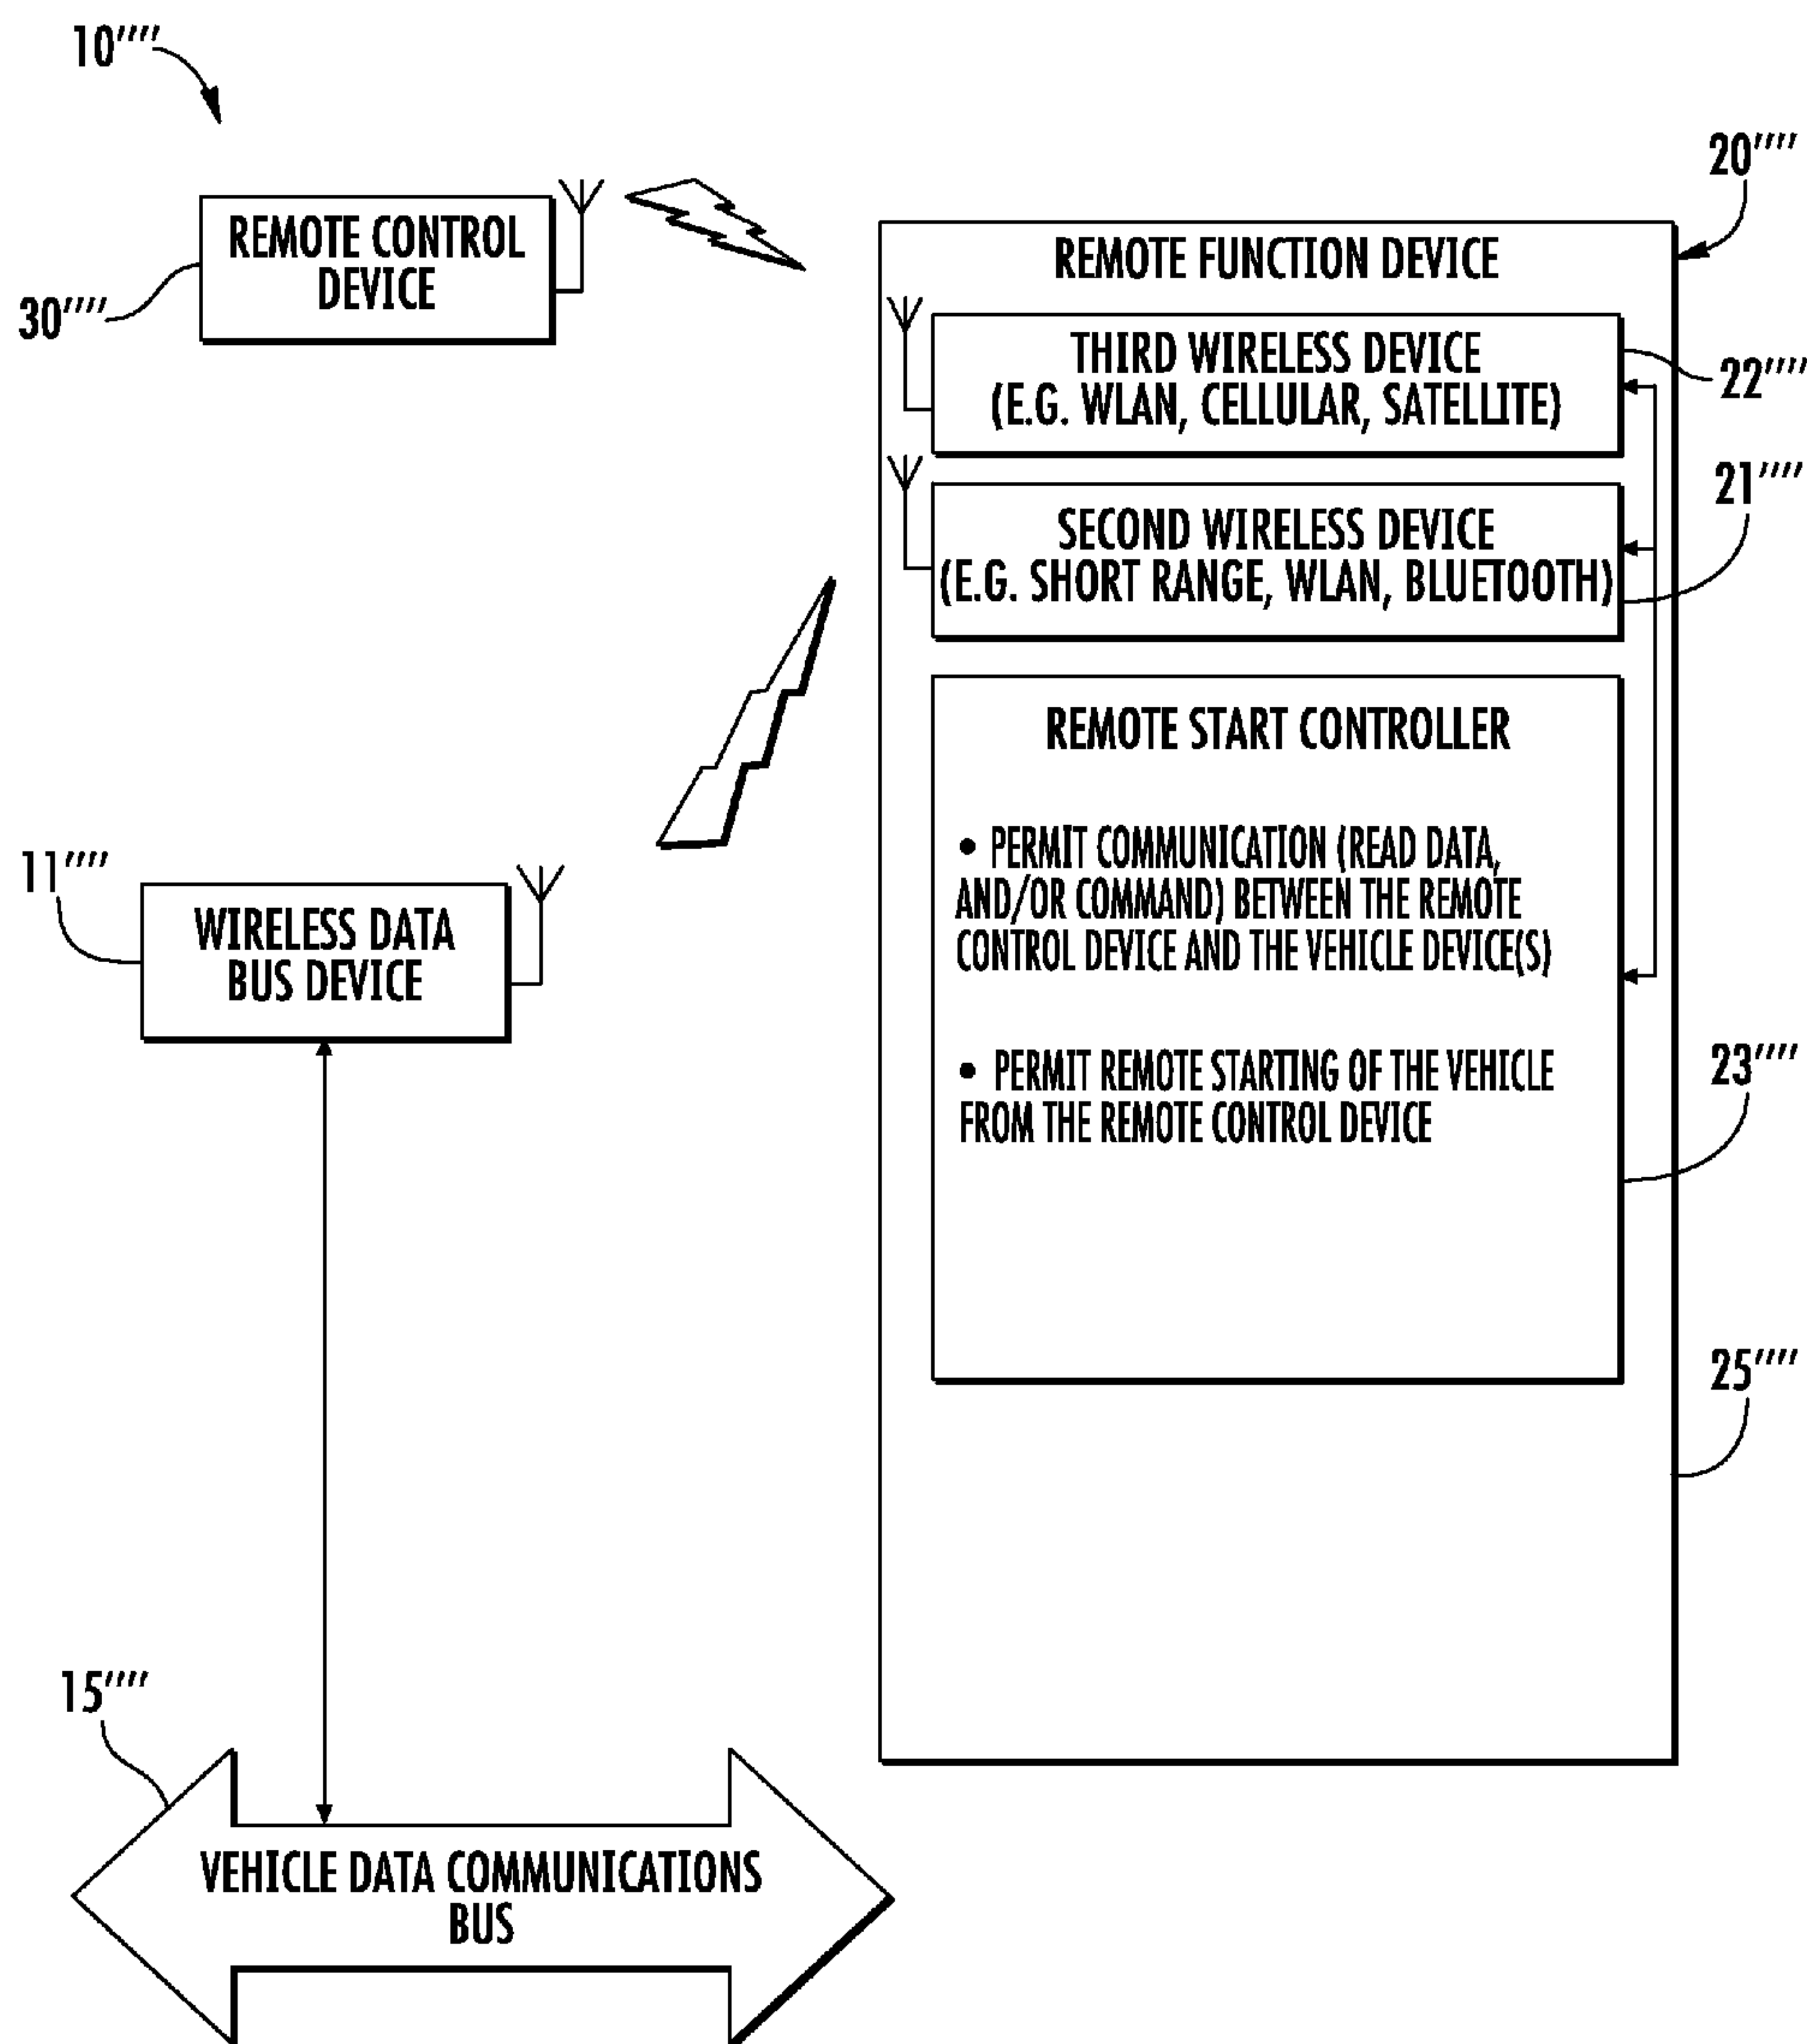 10''''
20''''
REMOTE CONTROL
DEVICE
30''''
REMOTE FUNCTION DEVICE
THIRD WIRELESS DEVICE
(E.G. WLAN, CELLULAR, SATELLITE)
22''''
SECOND WIRELESS DEVICE
(E.G. SHORT RANGE, WLAN, BLUETOOTH)
21''''
REMOTE START CONTROLLER
• PERMIT COMMUNICATION (READ DATA,
AND/OR COMMAND) BETWEEN THE REMOTE
CONTROL DEVICE AND THE VEHICLE DEVICE(S)
• PERMIT REMOTE STARTING OF THE VEHICLE
FROM THE REMOTE CONTROL DEVICE
23''''
25''''
11''''
WIRELESS DATA
BUS DEVICE
15''''
VEHICLE DATA COMMUNICATIONS
BUS